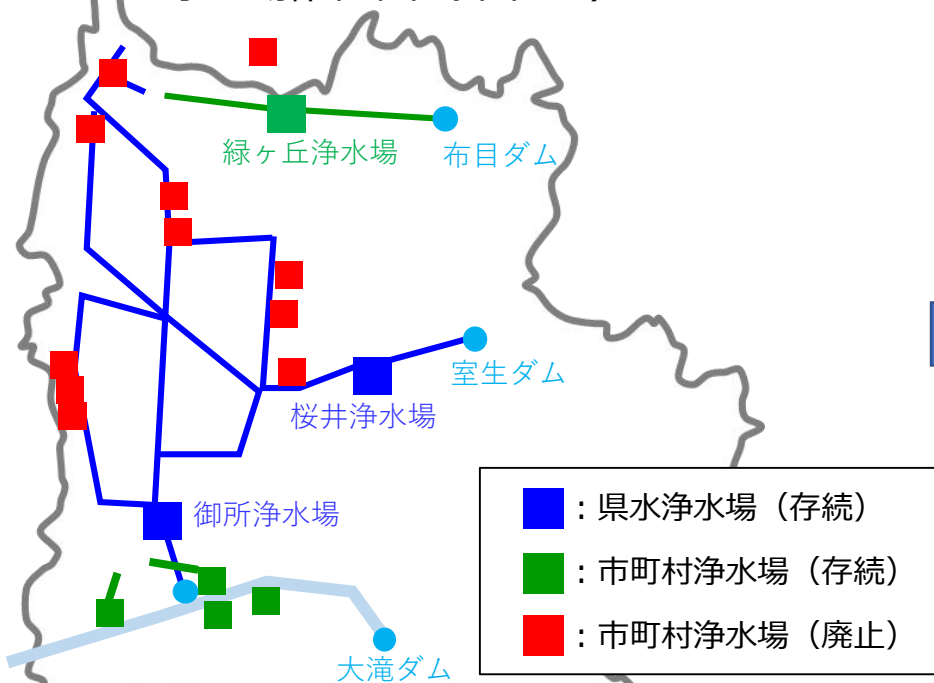 緑ヶ丘浄水場
布目ダム
室生ダム
桜井浄水場
御所浄水場
大滝ダム
：県水浄水場（存続）
：市町村浄水場（存続）
：市町村浄水場（廃止）